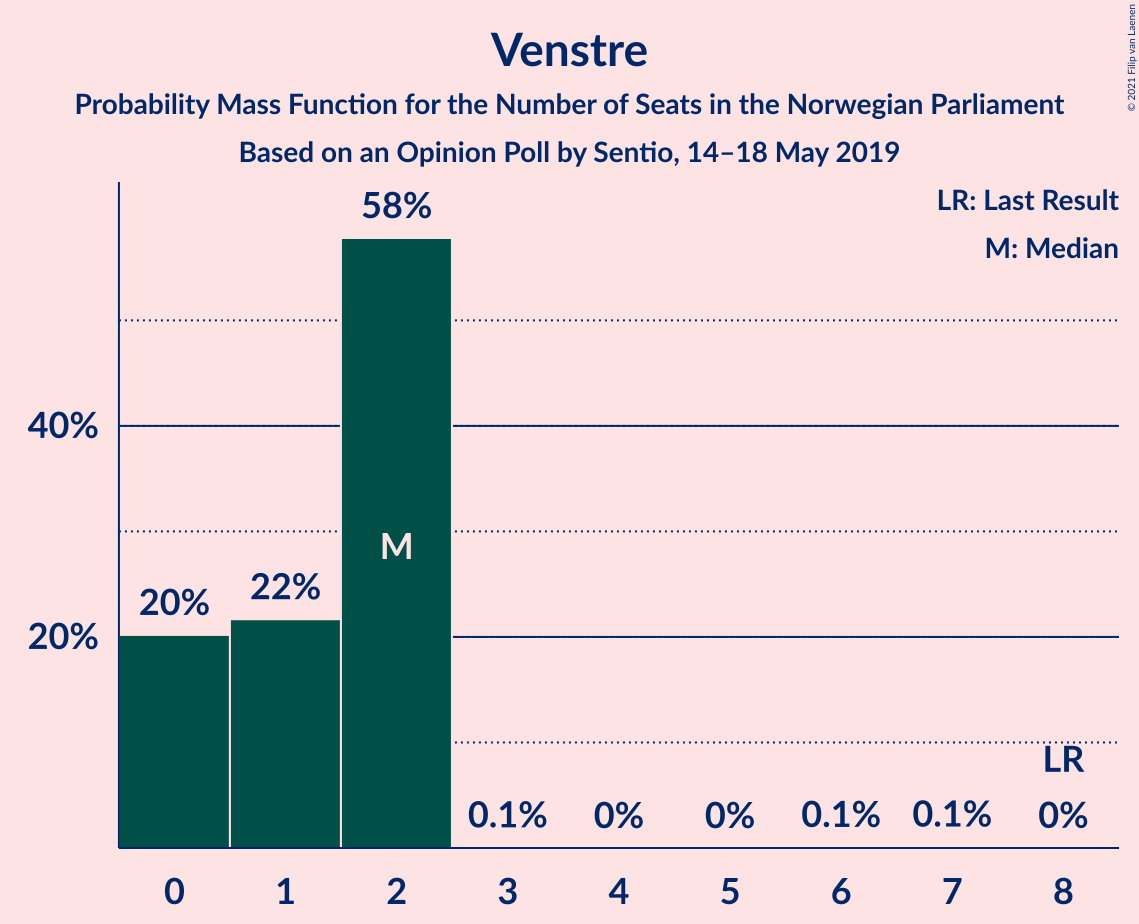 Venstre
Probability Mass Function for the Number of Seats in the Norwegian Parliament
Based on an Opinion Poll by Sentio, 14–18 May 2019
© 2021 Filip van Laenen
LR: Last Result
M: Median
58%
40%
M
22%
20%
20%
LR
0.1%
0%
0%
0.1%
0.1%
0%
0
1
2
3
4
5
6
7
8